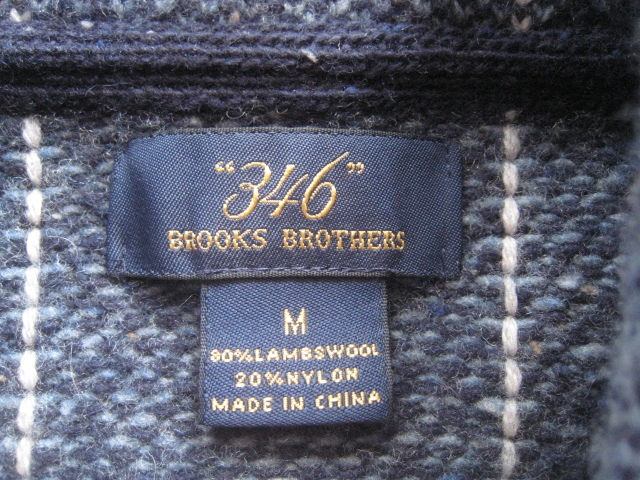 "346"
BROOKS BROTHERS
M
80%LAMBSWOOL
20%NYLON
MADE IN CHINA